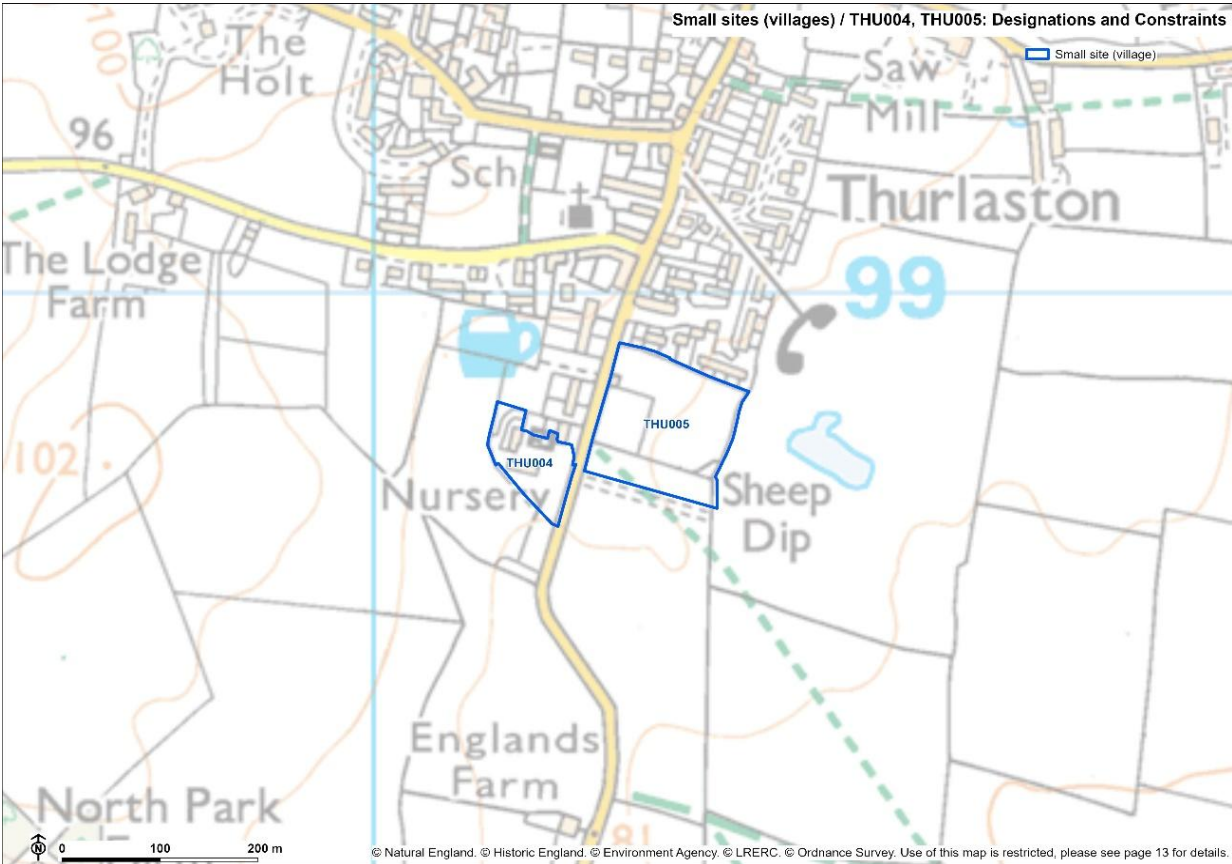 Small sites (villages) / THU004, THU005: Designations and Constraints
Small site (village)
100
The
Holt
Saw
Mill
96
Sch
Thurlaston
The Lodge
Farm
99
THU005
THU004
102
Nursery
Sheep
Dip
Englands
Farm
North Park
81
N
0 100 200 m
© Natural England. © Historic England. © Environment Agency. © LRERC. © Ordnance Survey. Use of this map is restricted, please see page 13 for details.